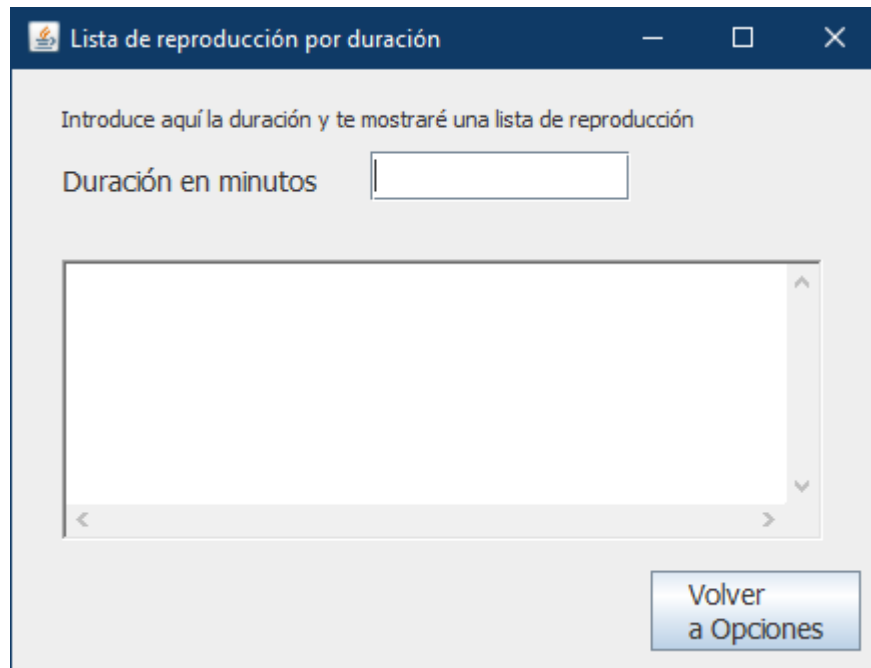 Lista de reproducción por duración
Introduce aquí la duración y te mostraré una lista de reproducción
Duración en minutos
Volver
a Opciones